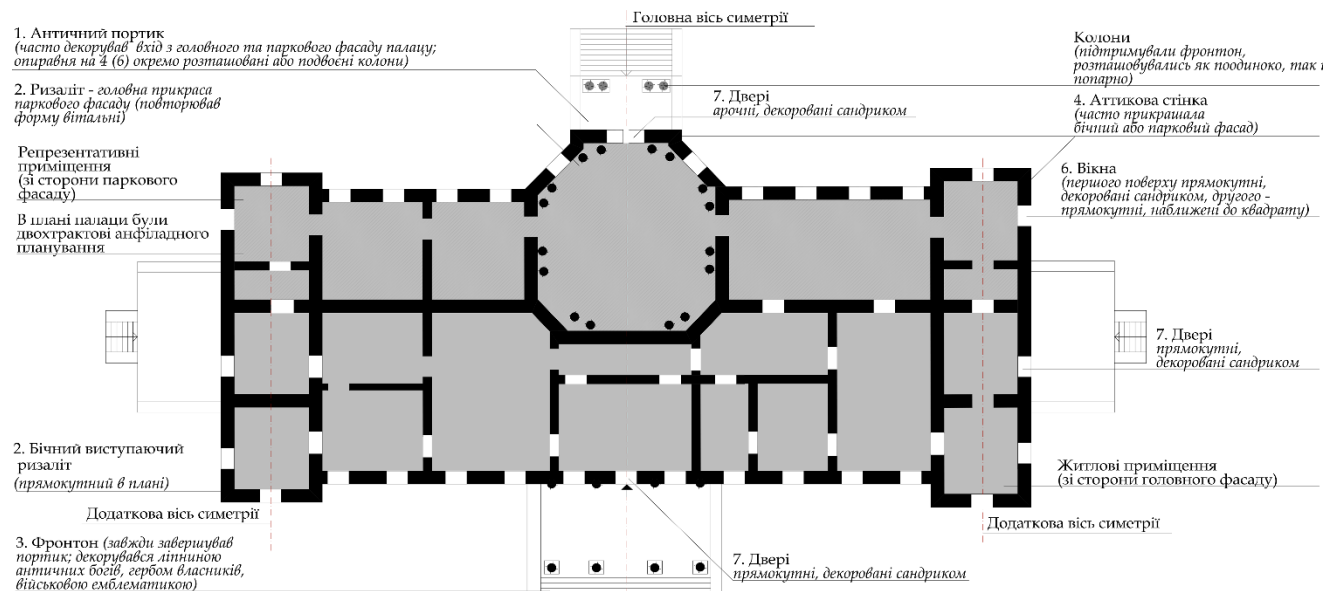 Головна вісь симетрії
1. Античний портик
(часто декорував вхід з головного та паркового фасаду палацу;
опиравня на 4 (6) окремо розташовані або подвоєні колони)
2. Ризаліт - головна прикраса
паркового фасаду (повторював
форму вітальні)
Репрезентативні
приміщення
(зі сторони паркового
фасаду)
В плані палаци були
двохтрактові анфіладного
планування
2. Бічний виступаючий
ризаліт
(прямокутний в плані)
Додаткова вісь симетрії
3. Фронтон (завжди завершував
портик; декорувався ліпниною
античних богів, гербом власників,
військовою емблематикою)
7. Двері
арочні, декоровані сандриком
Колони
(підтримували фронтон,
розташовувались як поодиноко, так і
попарно)
4. Аттикова стінка
(часто прикрашала
бічний або парковий фасад)
6. Вікна
(першого поверху прямокутні,
декоровані сандриком, другого -
прямокутні, наближені до квадрату)
7. Двері
прямокутні,
декоровані сандриком
Житлові приміщення
(зі сторони головного фасаду)
Додаткова вісь симетрії
7. Двері
прямокутні, декоровані сандриком